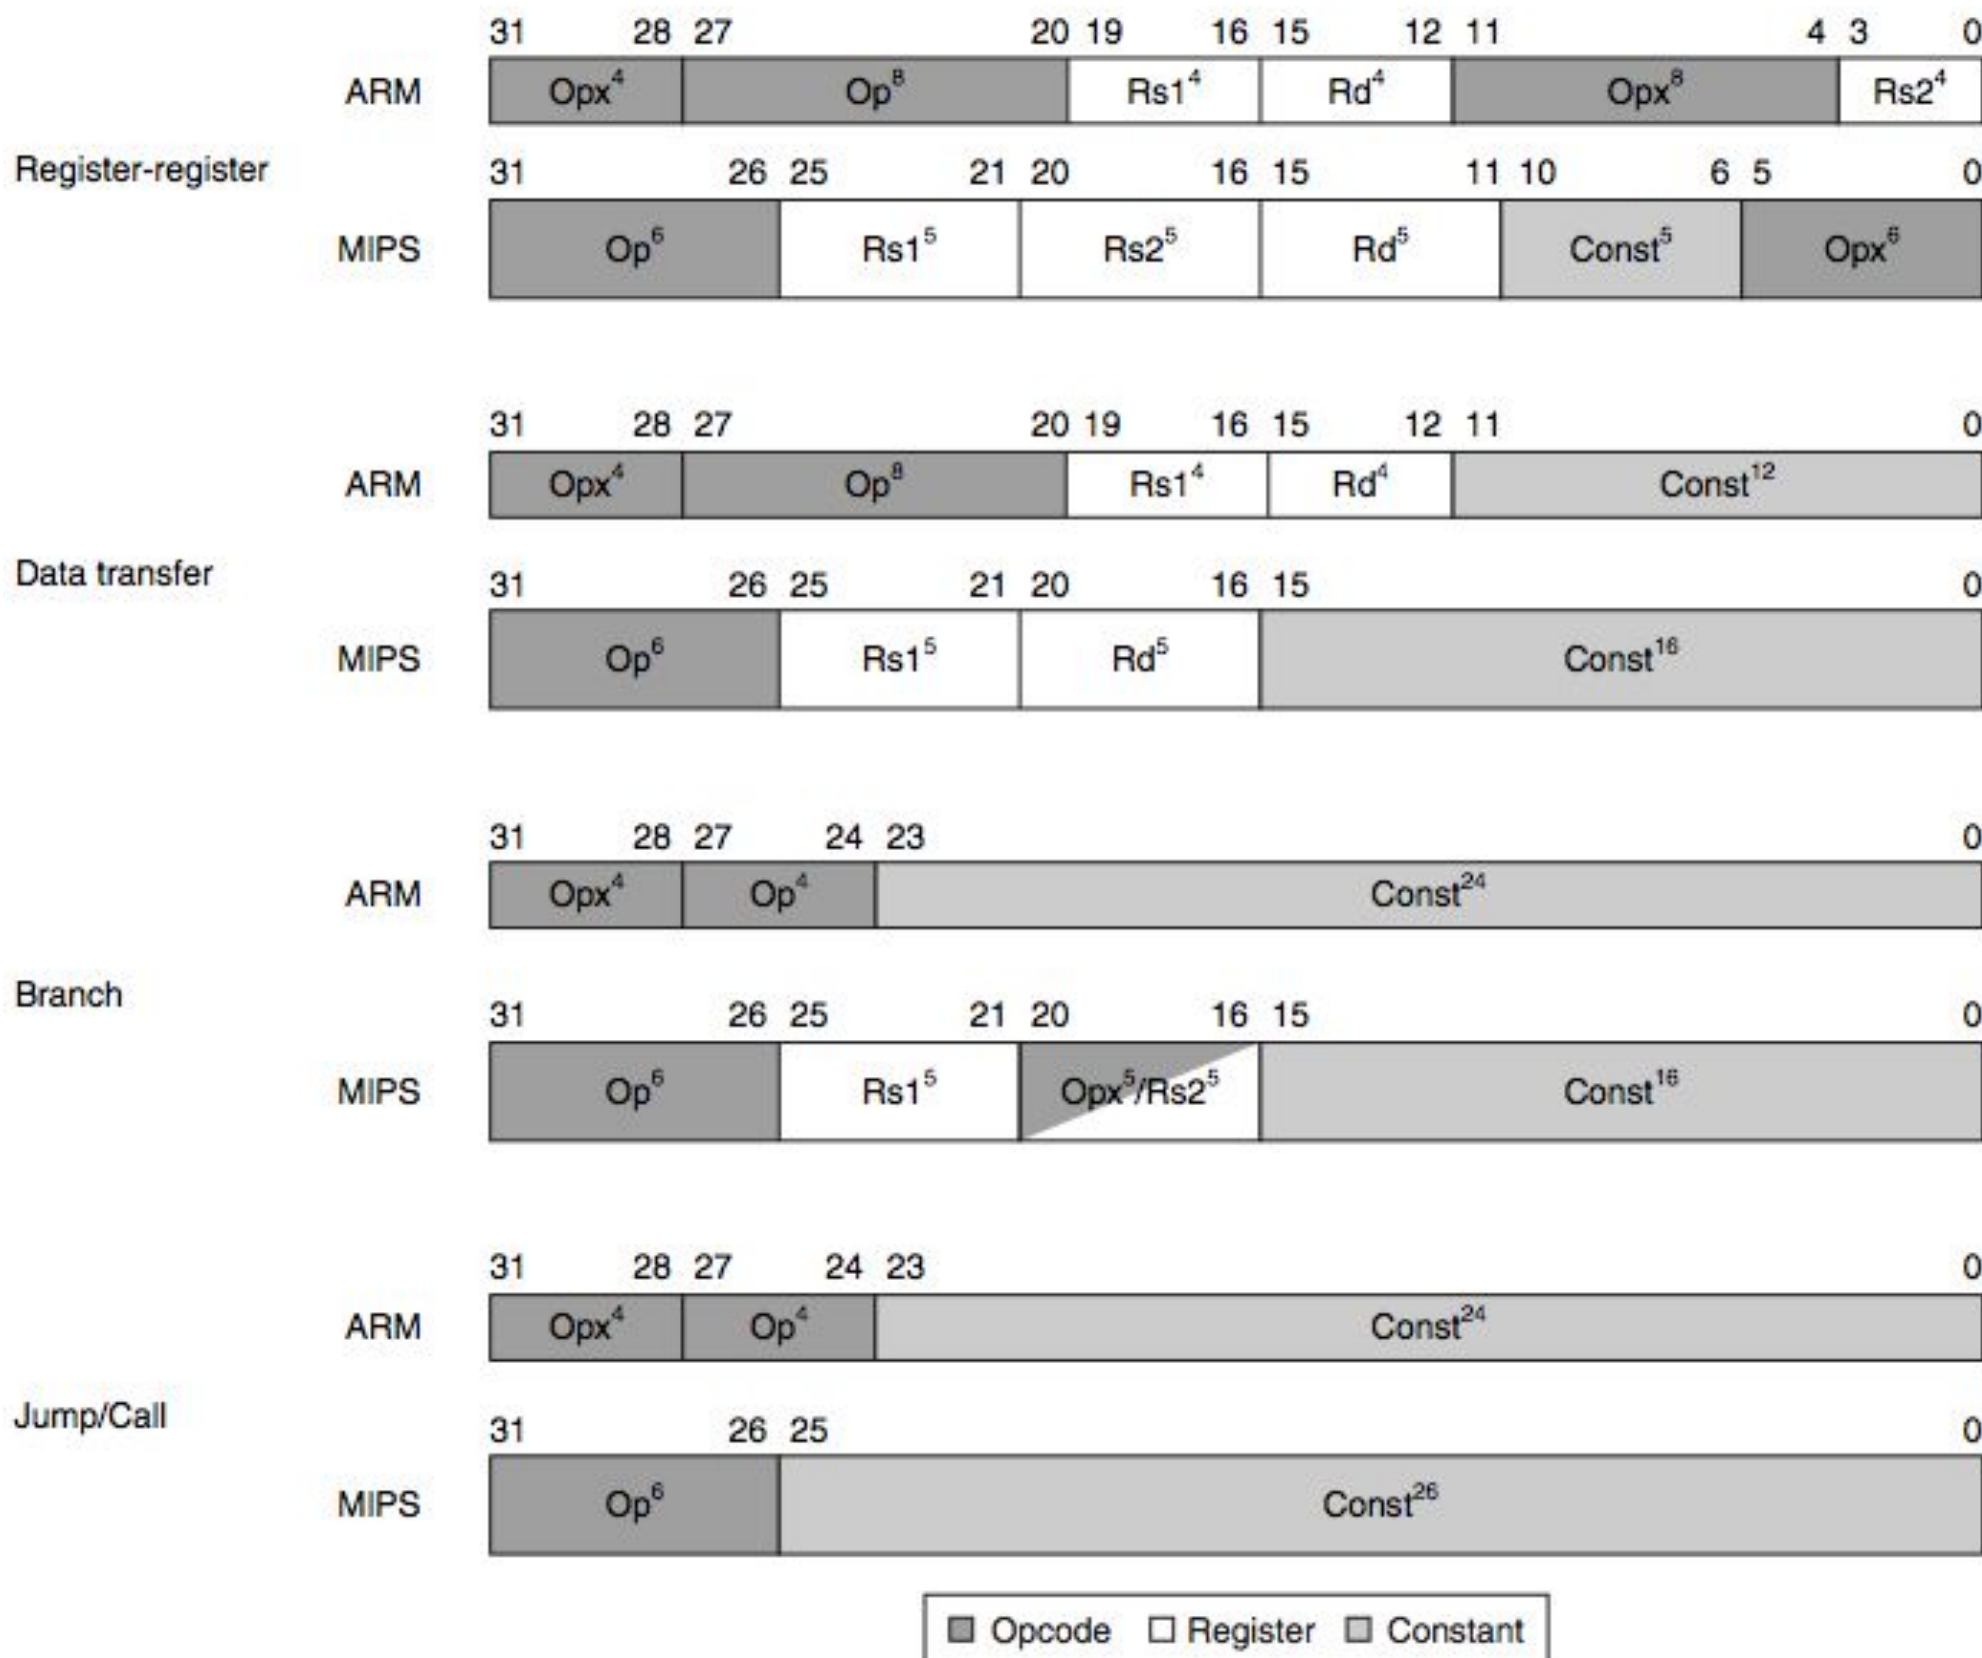 31 28 27 20 19 16 15 12 11 4 3 0
ARM Opx⁴ Op⁸ Rs1⁴ Rd⁴ Opx⁸ Rs2⁴
Register-register
31 26 25 21 20 16 15 11 10 6 5 0
MIPS Op⁶ Rs1⁵ Rs2⁵ Rd⁵ Const⁵ Opx⁶
31 28 27 20 19 16 15 12 11 0
ARM Opx⁴ Op⁸ Rs1⁴ Rd⁴ Const¹²
Data transfer
31 26 25 21 20 16 15 0
MIPS Op⁶ Rs1⁵ Rd⁵ Const¹⁶
31 28 27 24 23 0
ARM Opx⁴ Op⁴ Const²⁴
Branch
31 26 25 21 20 16 15 0
MIPS Op⁶ Rs1⁵ Opx⁵/Rs2⁵ Const¹⁶
31 28 27 24 23 0
ARM Opx⁴ Op⁴ Const²⁴
Jump/Call
31 26 25 0
MIPS Op⁶ Const²⁶
Opcode Register Constant